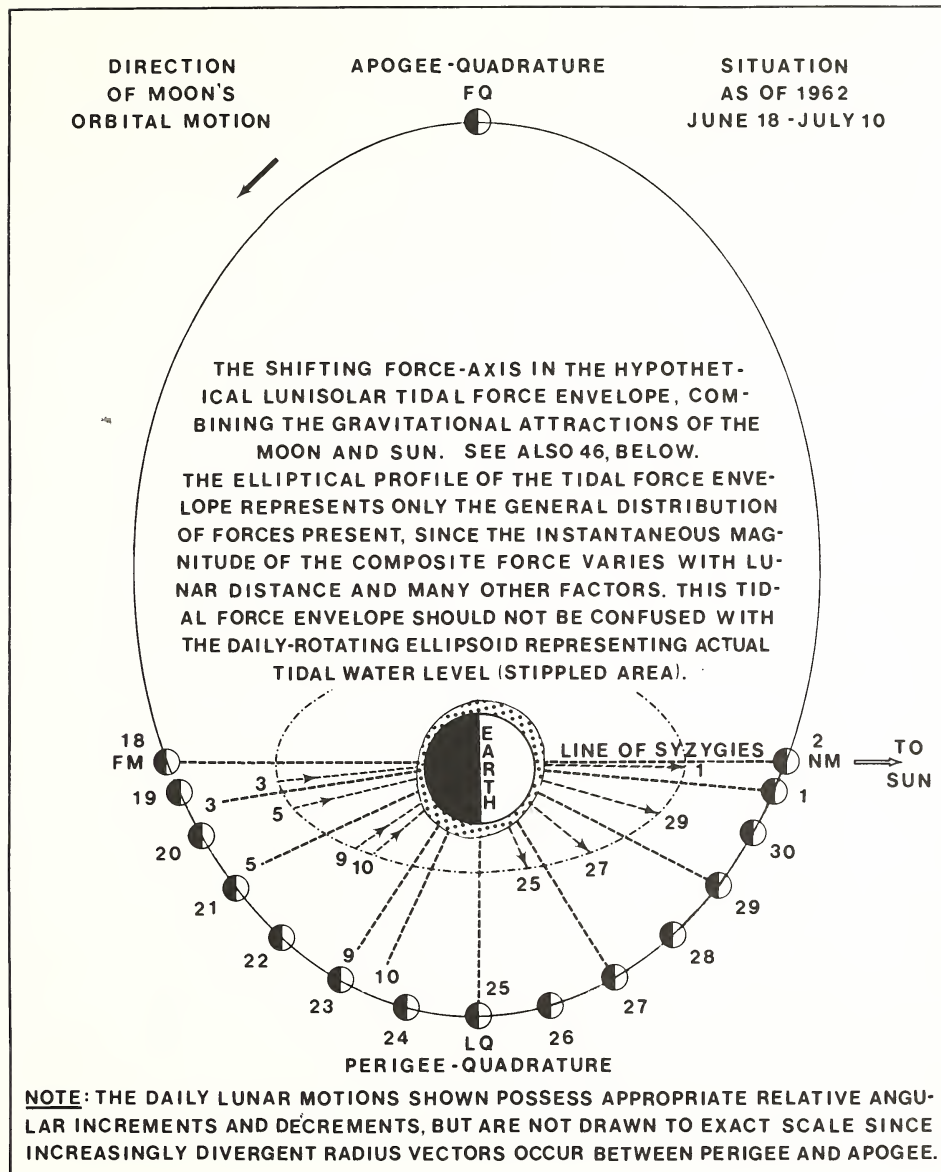 DIRECTION
OF MOON'S
ORBITAL MOTION
APOGEE-QUADRATURE
FQ
SITUATION
AS OF 1962
JUNE 18-JULY 10
THE SHIFTING FORCE-AXIS IN THE HYPOTHET-
ICAL LUNISOLAR TIDAL FORCE ENVELOPE, COM-
BINING THE GRAVITATIONAL ATTRACTIONS OF THE
MOON AND SUN. SEE ALSO 46, BELOW.
THE ELLIPTICAL PROFILE OF THE TIDAL FORCE ENVE-
LOPE REPRESENTS ONLY THE GENERAL DISTRIBUTION
OF FORCES PRESENT, SINCE THE INSTANTANEOUS MAG-
NITUDE OF THE COMPOSITE FORCE VARIES WITH LU-
NAR DISTANCE AND MANY OTHER FACTORS. THIS TID-
AL FORCE ENVELOPE SHOULD NOT BE CONFUSED WITH
THE DAILY-ROTATING ELLIPSOID REPRESENTING ACTUAL
TIDAL WATER LEVEL (STIPPLED AREA).
18
FM
EARTH
LINE OF SYZYGIES
2
NM
TO
SUN
19
3
3
1
1
20
5
5
29
30
21
9
10
25
27
29
22
28
9
10
25
23
27
24
LQ
26
PERIGEE-QUADRATURE
NOTE: THE DAILY LUNAR MOTIONS SHOWN POSSESS APPROPRIATE RELATIVE ANGU-
LAR INCREMENTS AND DECREMENTS, BUT ARE NOT DRAWN TO EXACT SCALE SINCE
INCREASINGLY DIVERGENT RADIUS VECTORS OCCUR BETWEEN PERIGEE AND APOGEE.